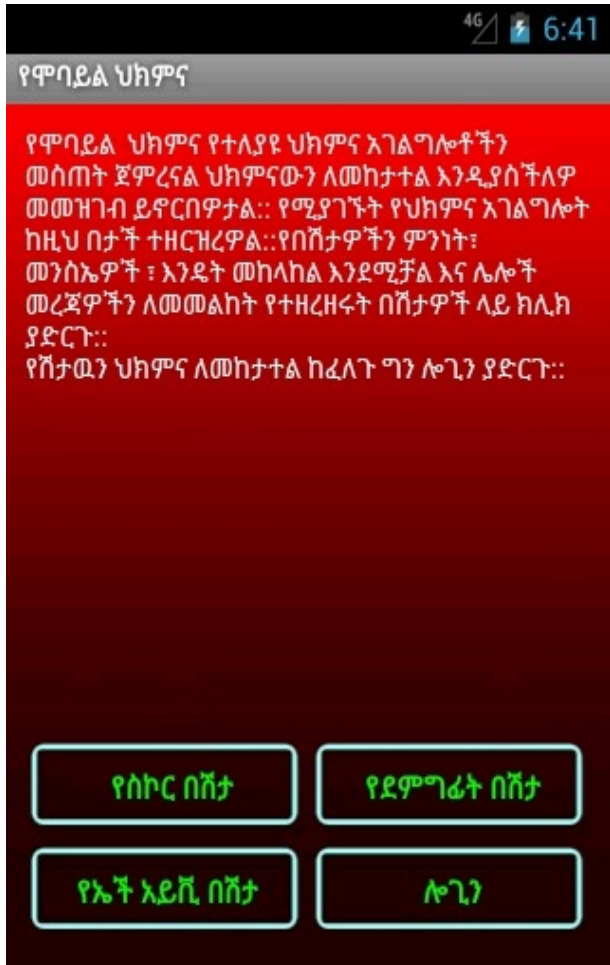 4G 6:41
የሞባይል ህክምና
የሞባይል ህክምና የተለያዩ ህክምና አገልግሎቶችን
መስጠት ጀምረናል ህክምናውን ለመከታተል እንዲያስችለዎ
መመዝገብ ይኖርበዎታል:: የሚያገኙት የህክምና አገልግሎት
ከዚህ በታች ተዘርዝረዎል::የበሽታዎችን ምንነት፣
መንስኤዎች ፣ እንዴት መከላከል እንደሚቻል እና ሌሎች
መረጃዎችን ለመመልከት የተዘረዘሩት በሽታዎች ላይ ክሊክ
ያድርጉ::
የሽታዉን ህክምና ለመከታተል ከፈለጉ ግን ሎጊን ያድርጉ::
የስኮር በሽታ
የደምግፊት በሽታ
የኤች አይቪ በሽታ
ሎጊን